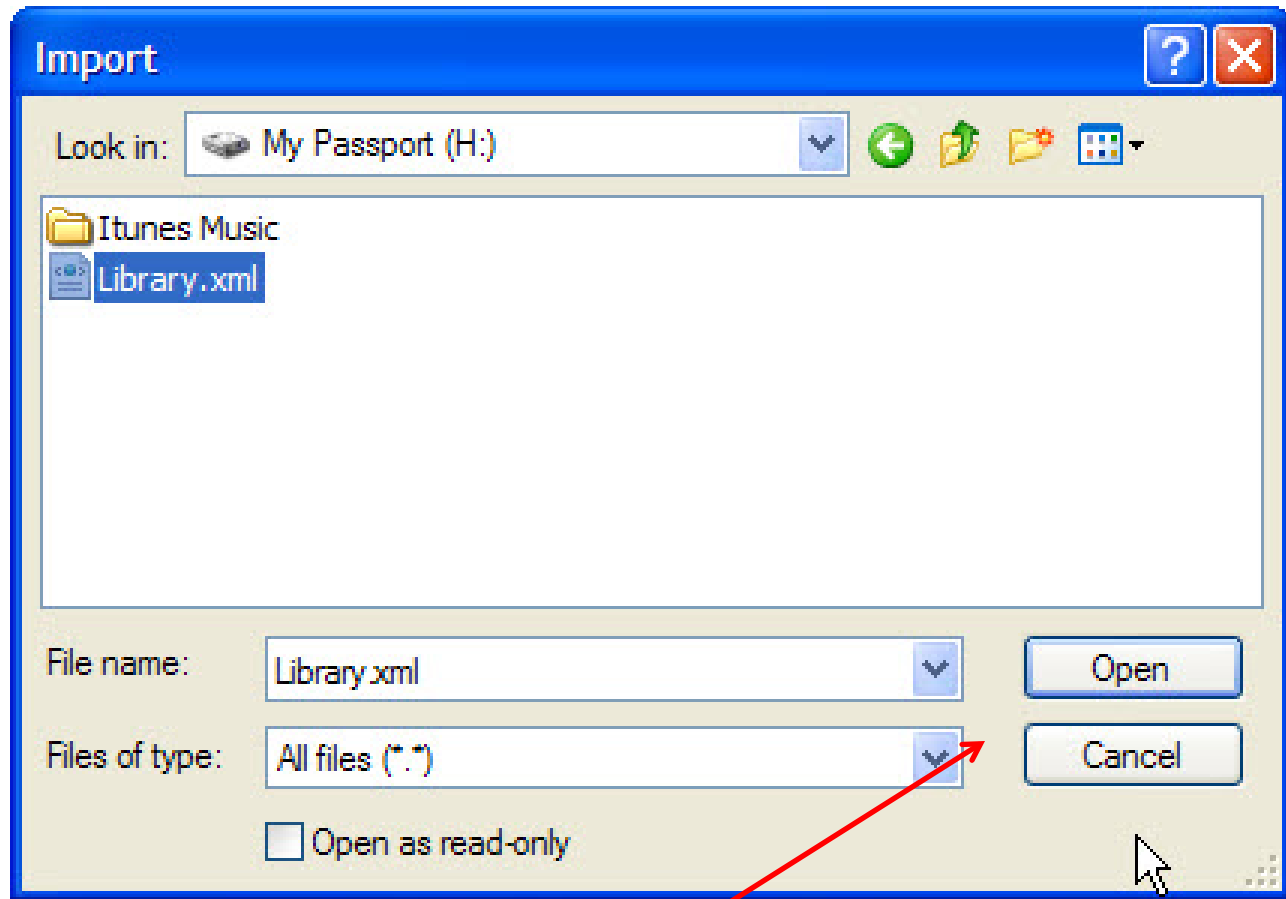 Import
Look in: My Passport (H:)
Itunes Music
Library.xml
File name: Library.xml Open
Files of type: All files (*.*) Cancel
Open as read-only